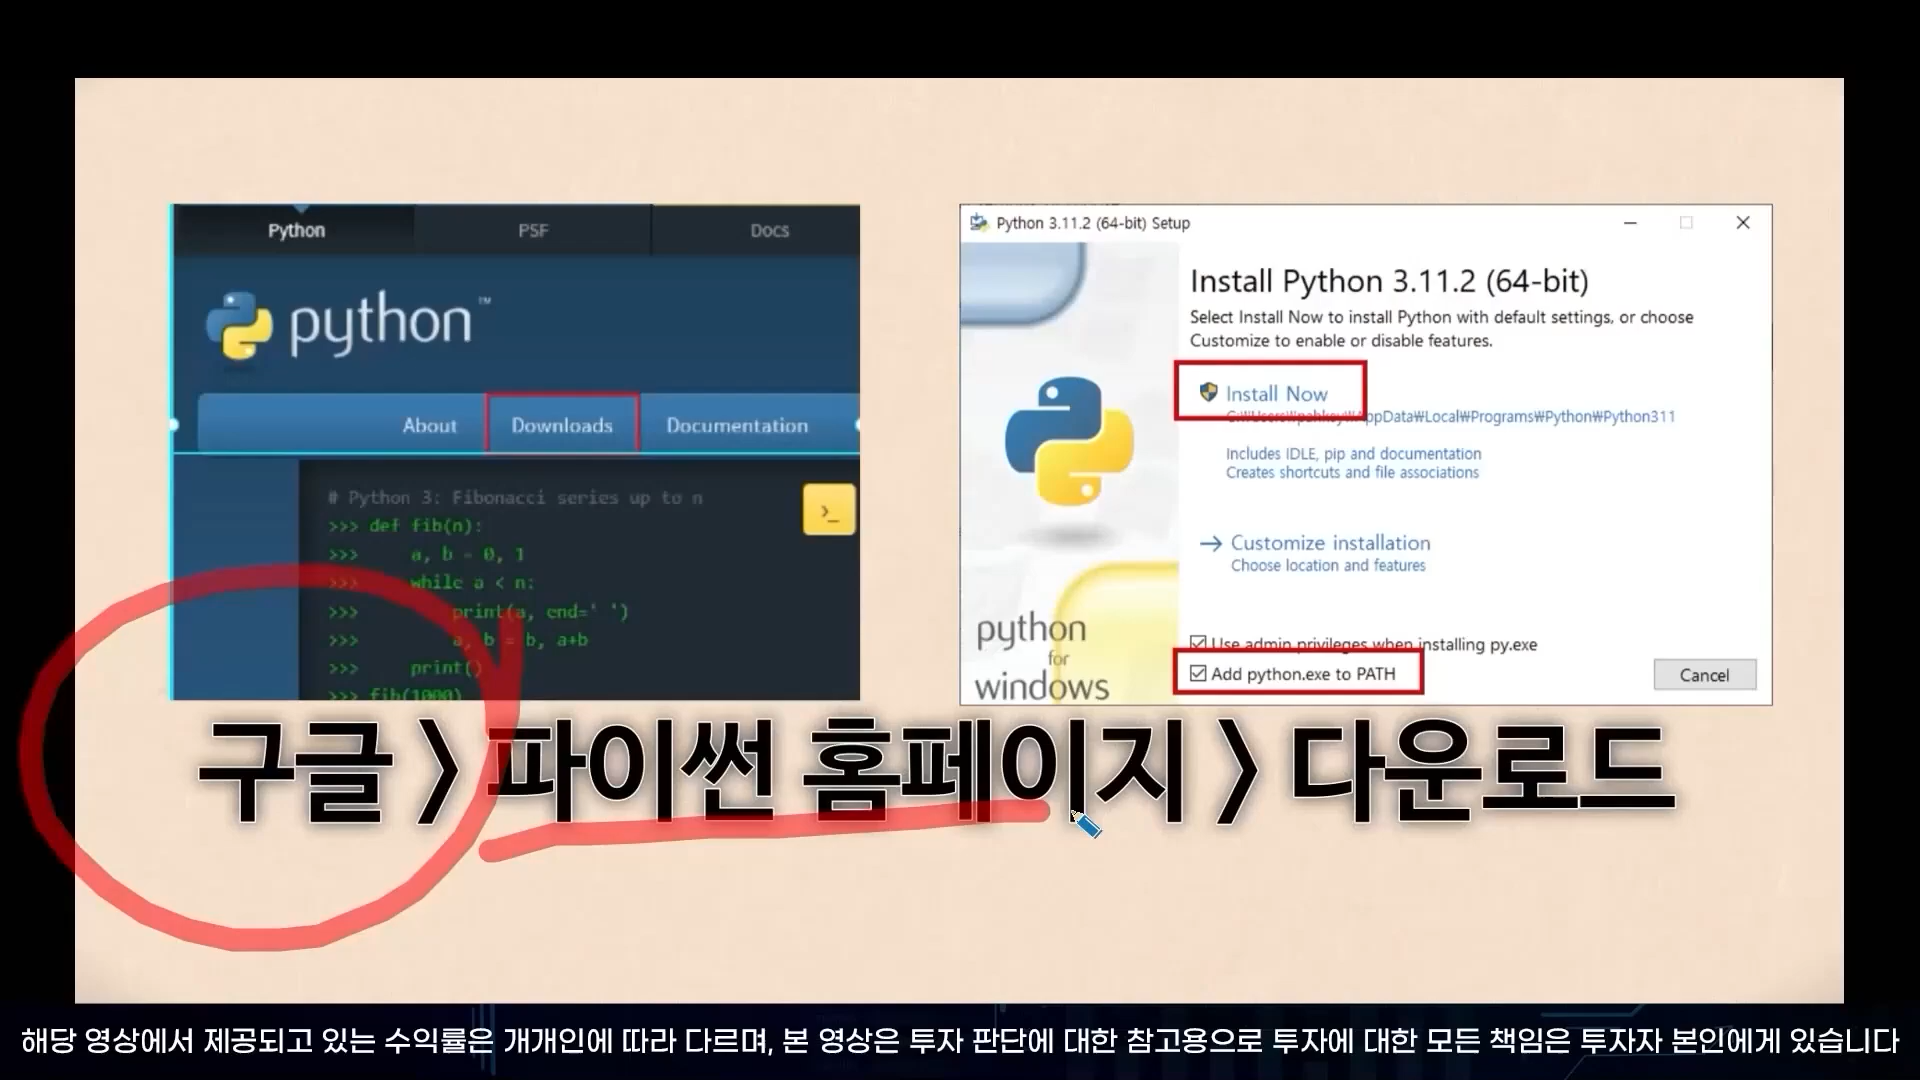 Python PSF Docs
python™
About Downloads Documentation
# Python 3: Fibonacci series up to n
>>> def fib(n):
>>> a, b = 0, 1
>>> while a < n:
>>> print(a, end=' ')
>>> a, b = b, a+b
>>> print()
>>> fib(1000)
>_
Python 3.11.2 (64-bit) Setup
Install Python 3.11.2 (64-bit)
Select Install Now to install Python with default settings, or choose
Customize to enable or disable features.
Install Now
C:₩Users₩pahkey₩AppData₩Local₩Programs₩Python₩Python311
Includes IDLE, pip and documentation
Creates shortcuts and file associations
→ Customize installation
Choose location and features
Use admin privileges when installing py.exe
Add python.exe to PATH
Cancel
python
for
windows
구글 > 파이썬 홈페이지 > 다운로드
해당 영상에서 제공되고 있는 수익률은 개개인에 따라 다르며, 본 영상은 투자 판단에 대한 참고용으로 투자에 대한 모든 책임은 투자자 본인에게 있습니다